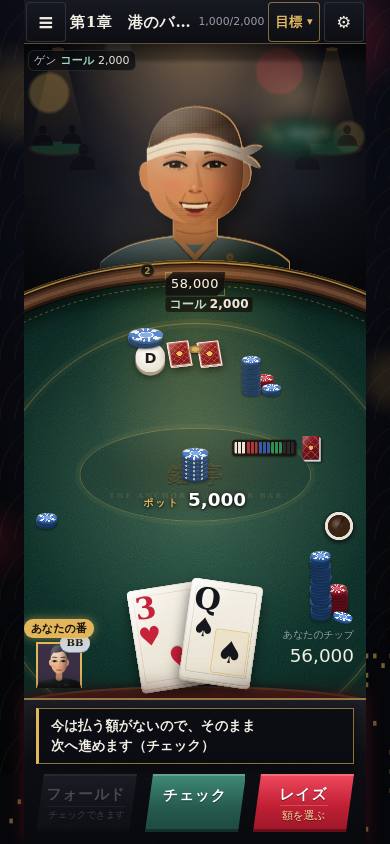 第1章 港のバ… 1,000/2,000 目標 ▾
ゲン コール 2,000
2
58,000
コール 2,000
D
ポット 5,000
あなたの番
BB
3
Q
あなたのチップ
56,000
今は払う額がないので、そのまま
次へ進めます（チェック）
フォールド
チェックできます
チェック
レイズ
額を選ぶ